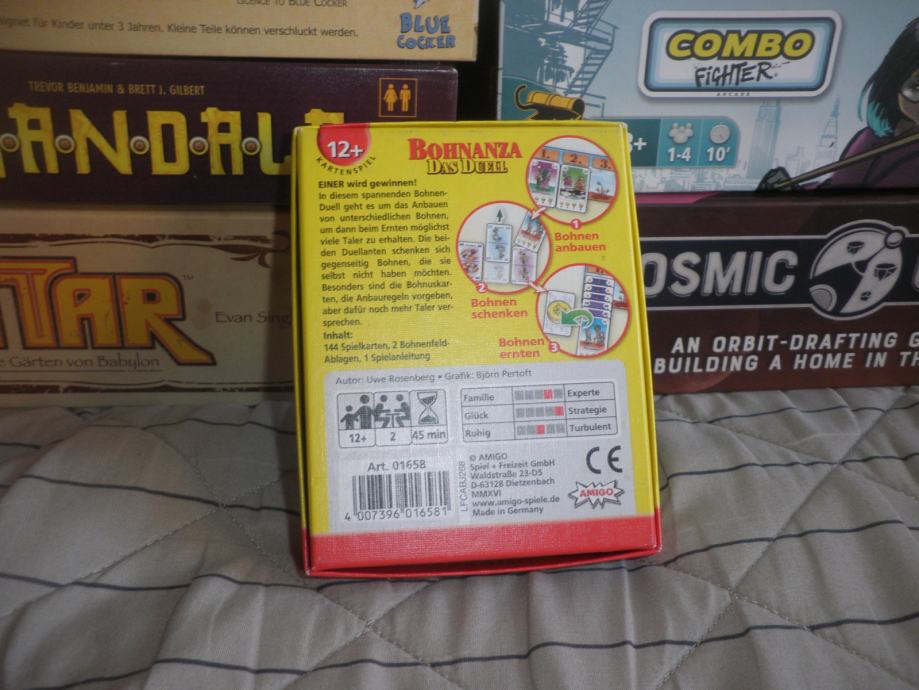 LICENCE TO BLUE COCKER
ignet für Kinder unter 3 Jahren. Kleine Teile können verschluckt werden.
BLUE
COCKER
TREVOR BENJAMIN & BRETT J. GILBERT
ANDALA
TAR
™
Evan Sing
e Gärten von Babylon
COMBO
FIGHTER
ARCADE
+
1-4
10'
OSMIC
AN ORBIT-DRAFTING G
BUILDING A HOME IN T
12+
KARTENSPIEL
BOHNANZA
DAS DUELL
EINER wird gewinnen!
In diesem spannenden Bohnen-
Duell geht es um das Anbauen
von unterschiedlichen Bohnen,
um dann beim Ernten möglichst
viele Taler zu erhalten. Die bei-
den Duellanten schenken sich
gegenseitig Bohnen, die sie
selbst nicht haben möchten.
Besonders sind die Bohnuskar-
ten, die Anbauregeln vorgeben,
aber dafür noch mehr Taler ver-
sprechen.
Inhalt:
144 Spielkarten, 2 Bohnenfeld-
Ablagen, 1 Spielanleitung
1. 2. 3.
1
Bohnen
anbauen
2
Bohnen
schenken
3
Bohnen
ernten
Autor: Uwe Rosenberg • Grafik: Björn Pertoft
12+
2
45 min
Familie Experte
Glück Strategie
Ruhig Turbulent
Art. 01658
4 007396 016581
LFCABJ268
© AMIGO
Spiel + Freizeit GmbH
Waldstraße 23-D5
D-63128 Dietzenbach
MMXVI
www.amigo-spiele.de
Made in Germany
CE
AMIGO